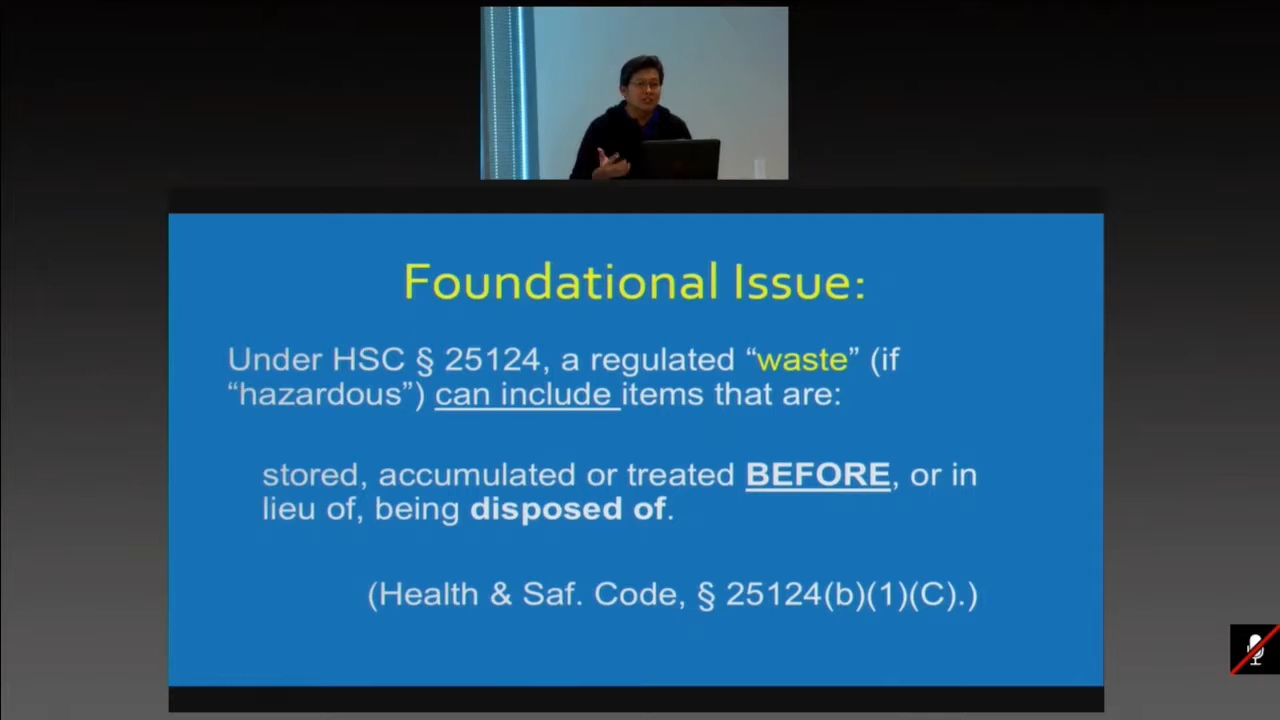 Foundational Issue:
Under HSC § 25124, a regulated “waste” (if
“hazardous”) can include items that are:
stored, accumulated or treated BEFORE, or in
lieu of, being disposed of.
(Health & Saf. Code, § 25124(b)(1)(C).)